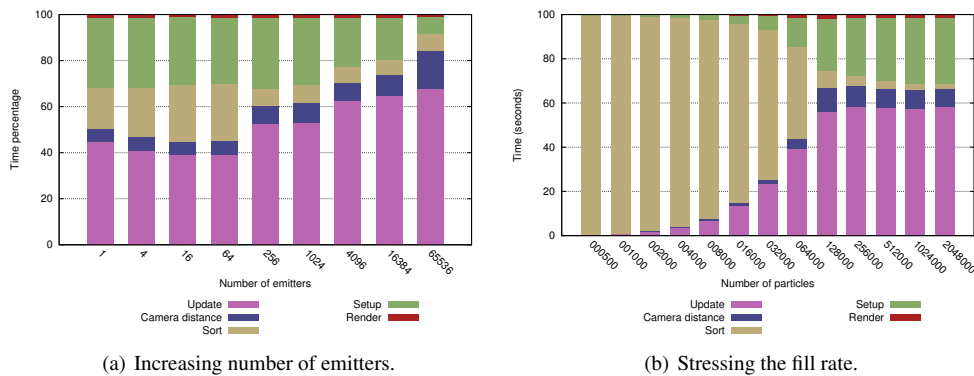 100
80
60
40
20
0
Time percentage
1
4
16
64
256
1024
4096
16384
65536
Number of emitters
Update
Camera distance
Sort
Setup
Render
(a) Increasing number of emitters.
100
80
60
40
20
0
Time (seconds)
000500
001000
002000
004000
008000
016000
032000
064000
128000
256000
512000
1024000
2048000
Number of particles
Update
Camera distance
Sort
Setup
Render
(b) Stressing the fill rate.